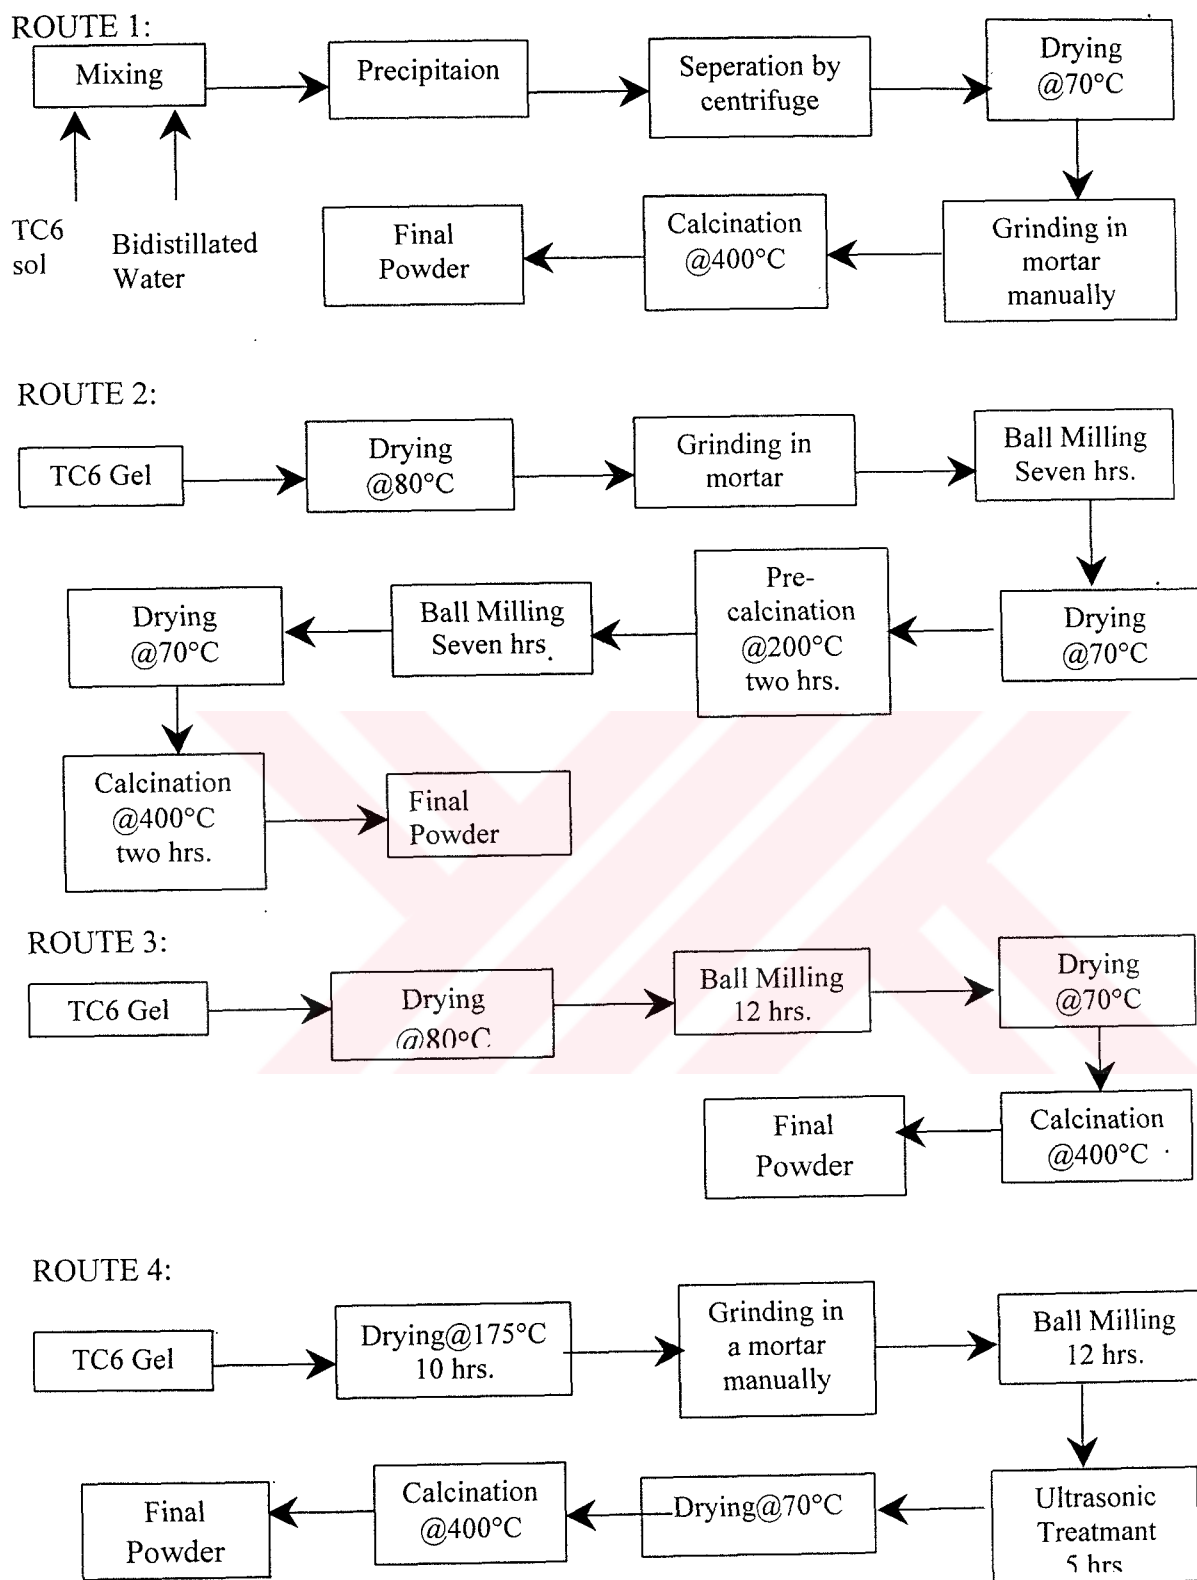 ROUTE 1:
Mixing
Precipitaion
Seperation by
centrifuge
Drying
@70°C
TC6
sol
Bidistillated
Water
Grinding in
mortar
manually
Calcination
@400°C
Final
Powder
ROUTE 2:
TC6 Gel
Drying
@80°C
Grinding in
mortar
Ball Milling
Seven hrs.
Drying
@70°C
Pre-
calcination
@200°C
two hrs.
Ball Milling
Seven hrs.
Drying
@70°C
Calcination
@400°C
two hrs.
Final
Powder
ROUTE 3:
TC6 Gel
Drying
@80°C
Ball Milling
12 hrs.
Drying
@70°C
Calcination
@400°C
Final
Powder
ROUTE 4:
TC6 Gel
Drying@175°C
10 hrs.
Grinding in
a mortar
manually
Ball Milling
12 hrs.
Ultrasonic
Treatmant
5 hrs
Drying@70°C
Calcination
@400°C
Final
Powder